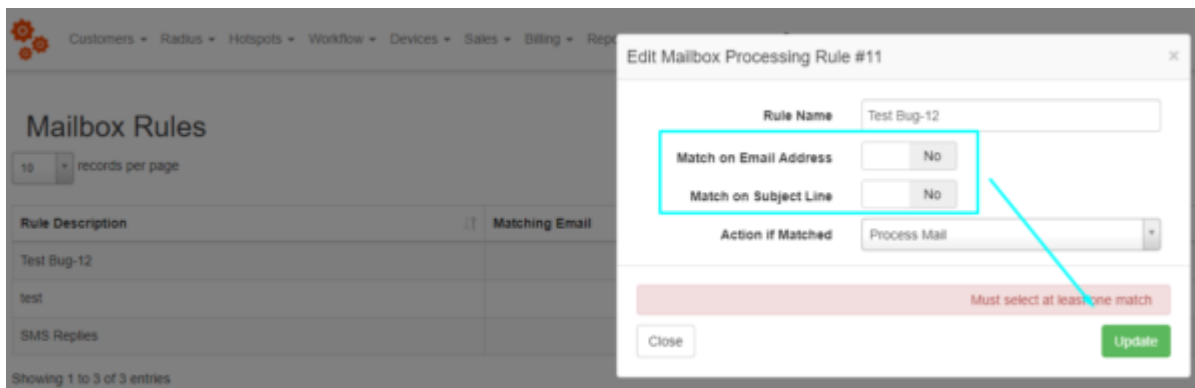 Customers Radius Hotspots Workflow Devices Sales Billing
Mailbox Rules
10 records per page
Rule Description Matching Email
Test Bug-12
test
SMS Replies
Showing 1 to 3 of 3 entries
Edit Mailbox Processing Rule #11 ×
Rule Name Test Bug-12
Match on Email Address No
Match on Subject Line No
Action if Matched Process Mail
Must select at least one match
Close Update